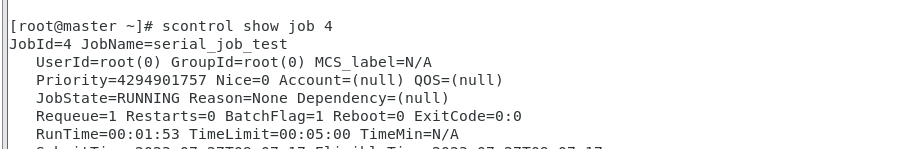 [root@master ~]# scontrol show job 4
JobId=4 JobName=serial_job_test
UserId=root(0) GroupId=root(0) MCS_label=N/A
Priority=4294901757 Nice=0 Account=(null) QOS=(null)
JobState=RUNNING Reason=None Dependency=(null)
Requeue=1 Restarts=0 BatchFlag=1 Reboot=0 ExitCode=0:0
RunTime=00:01:53 TimeLimit=00:05:00 TimeMin=N/A